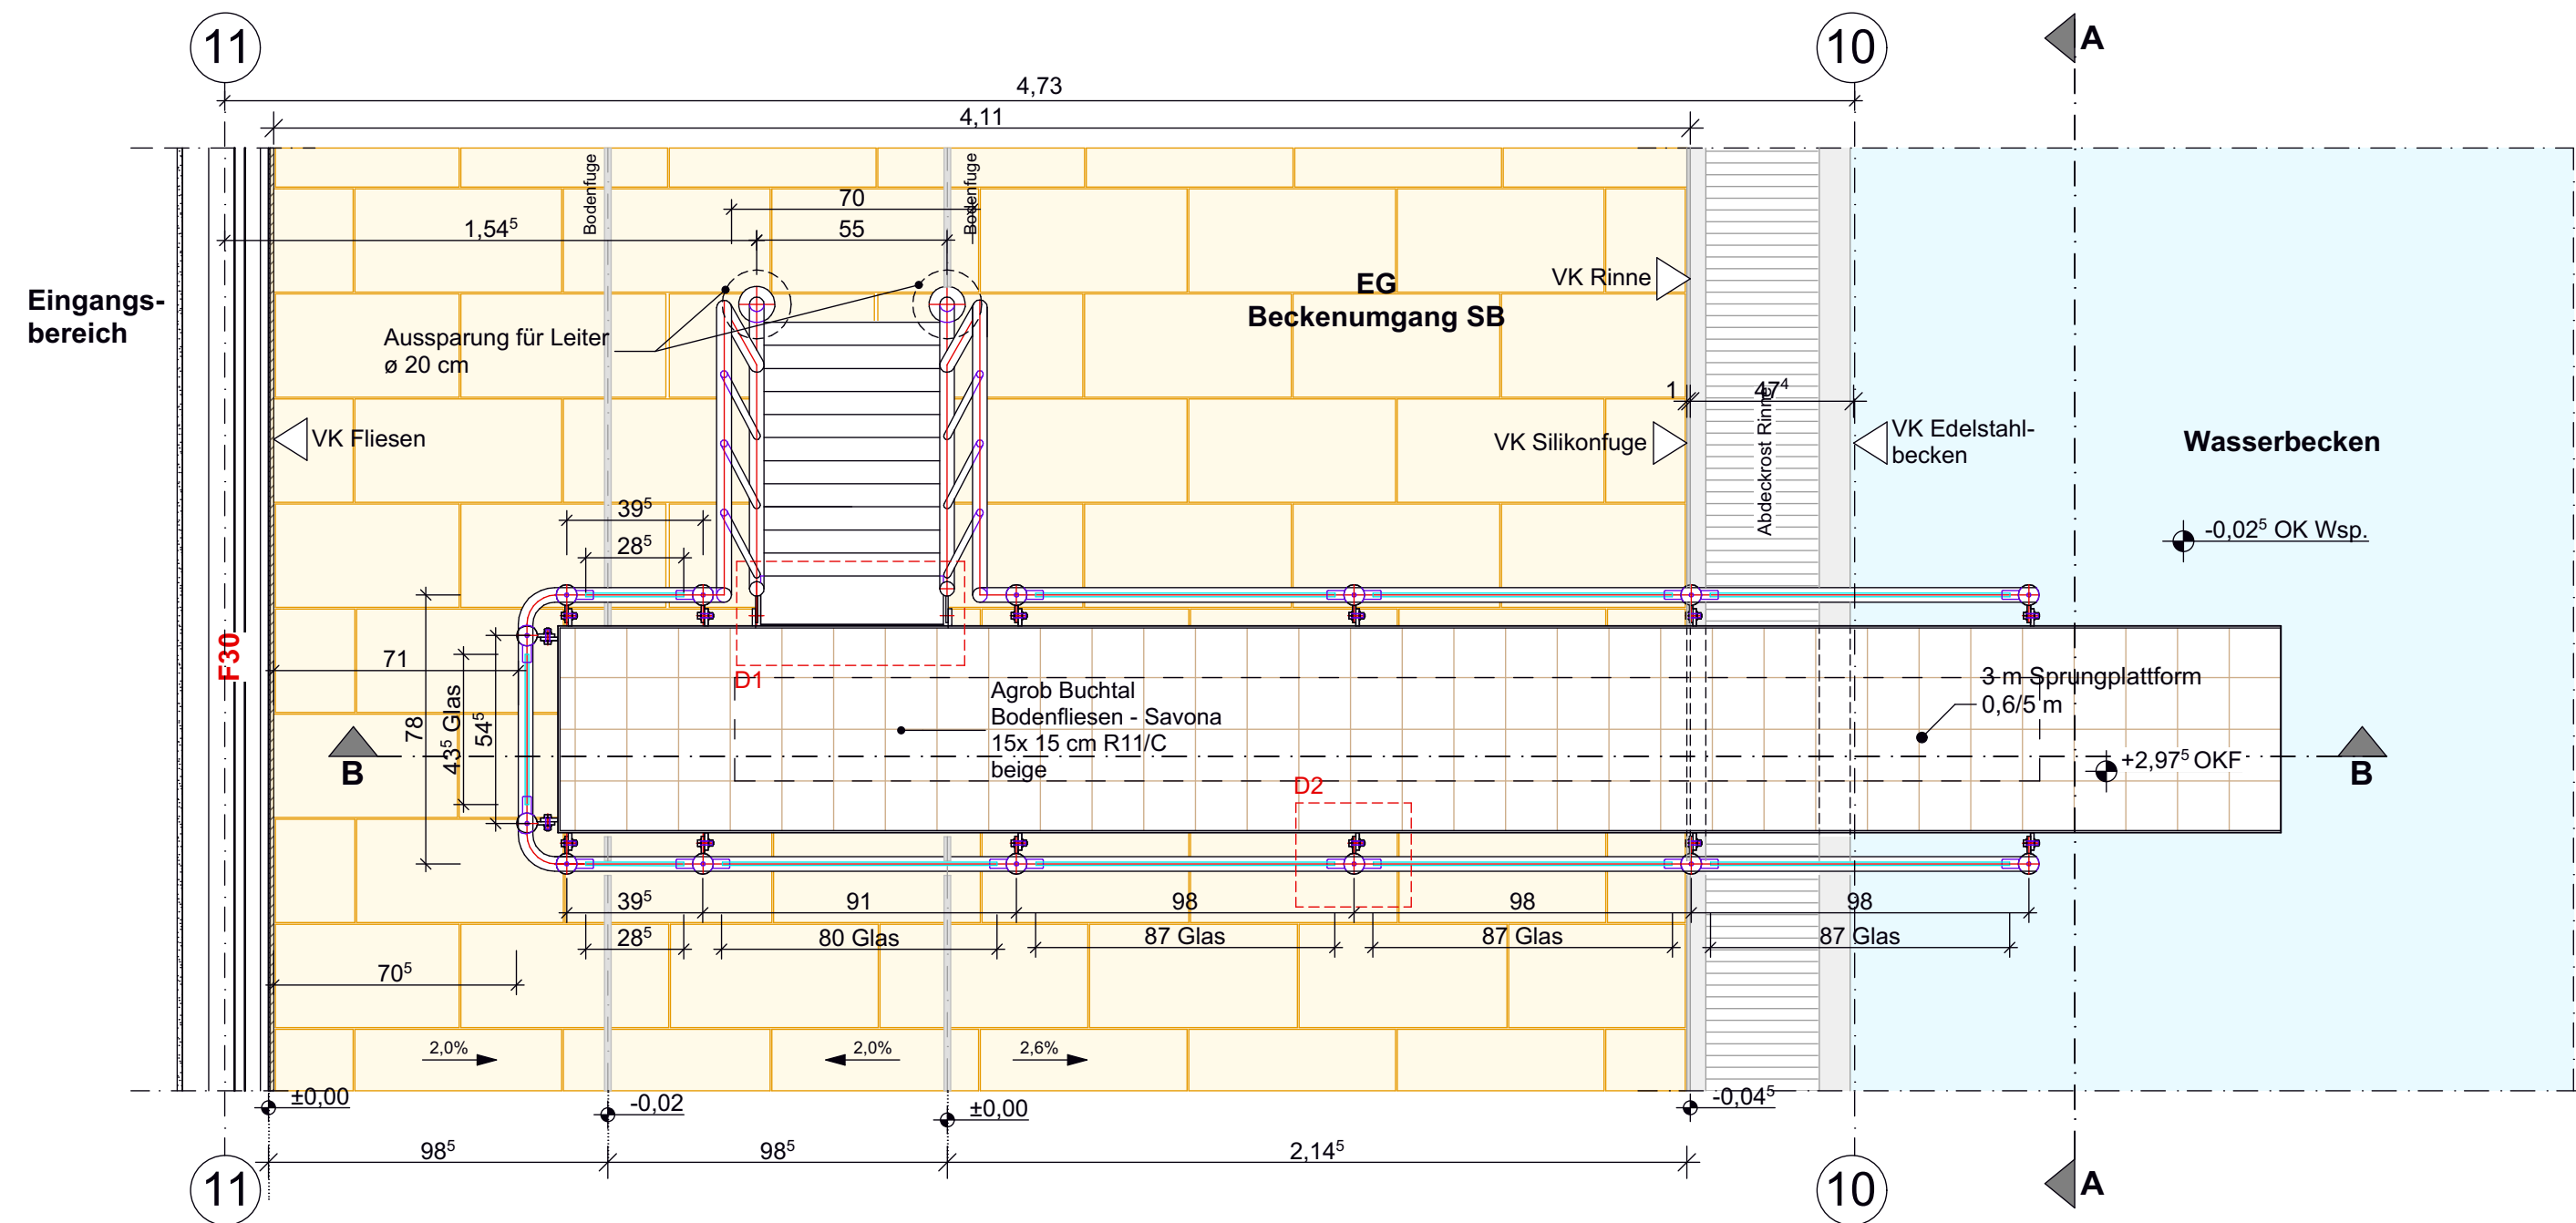 11
10
A
4,73
4,11
Bodenfuge
Bodenfuge
70
1,54⁵
55
Eingangs-
bereich
EG
Beckenumgang SB
VK Rinne
Aussparung für Leiter
ø 20 cm
1
47⁴
Abdeckrost Rinne
VK Fliesen
VK Silikonfuge
VK Edelstahl-
becken
Wasserbecken
39⁵
28⁵
-0,02⁵ OK Wsp.
F30
71
78
43⁵ Glas
54⁵
D1
Agrob Buchtal
Bodenfliesen - Savona
15x 15 cm R11/C
beige
3 m Sprungplattform
0,6/5 m
+2,97⁵ OKF
B
B
D2
39⁵
91
98
98
98
28⁵
80 Glas
87 Glas
87 Glas
87 Glas
70⁵
2,0%
2,0%
2,6%
±0,00
-0,02
±0,00
-0,04⁵
98⁵
98⁵
2,14⁵
11
10
A